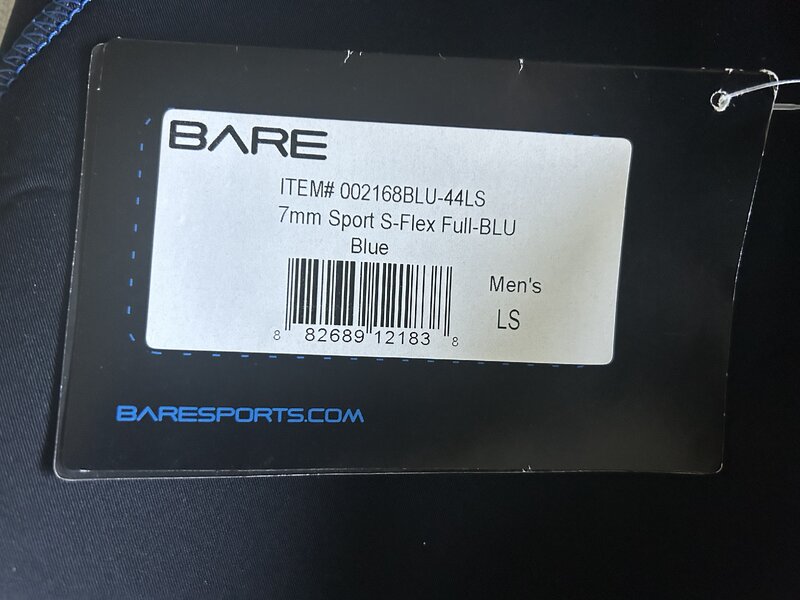 BARE
ITEM# 002168BLU-44LS
7mm Sport S-Flex Full-BLU
Blue
Men's
LS
8 82689 12183 8
BARESPORTS.COM